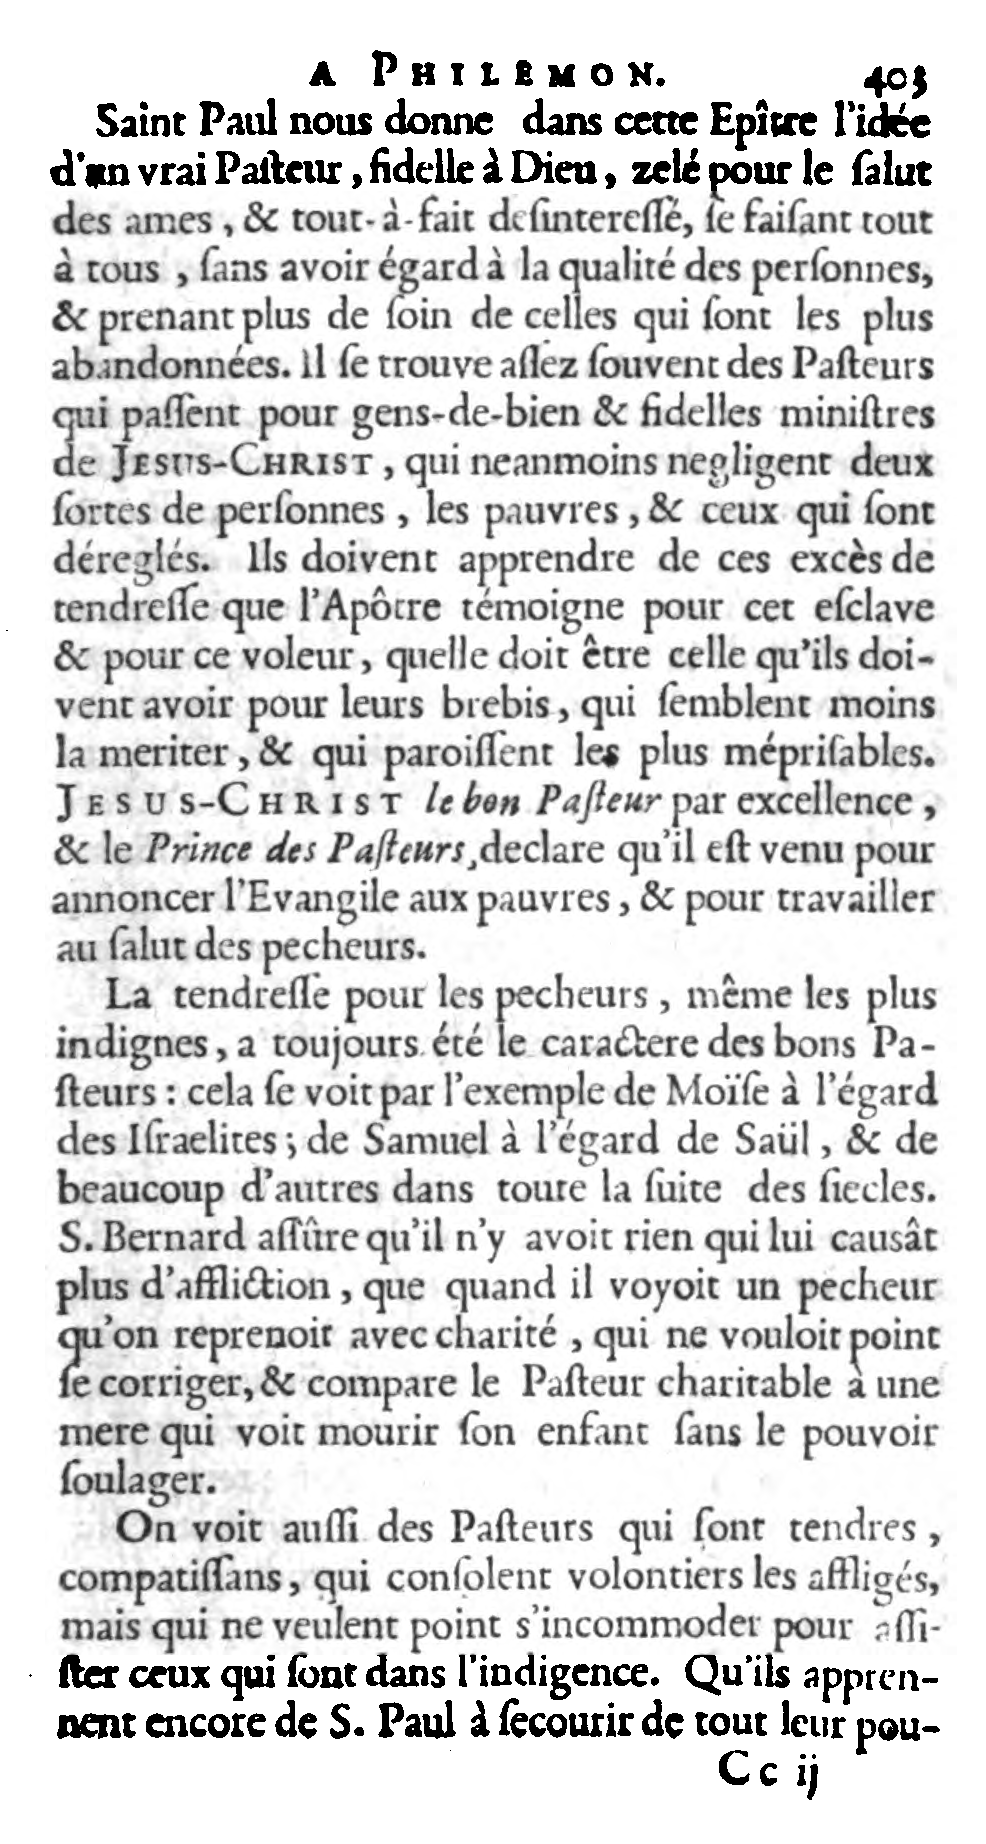 A PHILEMON. 403
Saint Paul nous donne dans cette Epître l'idée
d'un vrai Paſteur, fidelle à Dieu, zelé pour le ſalut
des ames, & tout-à-fait deſintereſſé, ſe faiſant tout
à tous, ſans avoir égard à la qualité des perſonnes,
& prenant plus de ſoin de celles qui ſont les plus
abandonnées. Il ſe trouve aſſez ſouvent des Paſteurs
qui paſſent pour gens-de-bien & fidelles miniſtres
de JESUS-CHRIST, qui neanmoins negligent deux
ſortes de perſonnes, les pauvres, & ceux qui ſont
déreglés. Ils doivent apprendre de ces excès de
tendreſſe que l'Apôtre témoigne pour cet eſclave
& pour ce voleur, quelle doit être celle qu'ils doi-
vent avoir pour leurs brebis, qui ſemblent moins
la meriter, & qui paroiſſent les plus mépriſables.
JESUS-CHRIST le bon Paſteur par excellence,
& le Prince des Paſteurs, declare qu'il eſt venu pour
annoncer l'Evangile aux pauvres, & pour travailler
au ſalut des pecheurs.
La tendreſſe pour les pecheurs, même les plus
indignes, a toujours été le caractere des bons Pa-
ſteurs : cela ſe voit par l'exemple de Moïſe à l'égard
des Iſraelites ; de Samuel à l'égard de Saül, & de
beaucoup d'autres dans toute la ſuite des ſiecles.
S. Bernard aſſûre qu'il n'y avoit rien qui lui causât
plus d'affliction, que quand il voyoit un pecheur
qu'on reprenoit avec charité, qui ne vouloit point
ſe corriger, & compare le Paſteur charitable à une
mere qui voit mourir ſon enfant ſans le pouvoir
ſoulager.
On voit auſſi des Paſteurs qui ſont tendres,
compatiſſans, qui conſolent volontiers les affligés,
mais qui ne veulent point s'incommoder pour aſſi-
ſter ceux qui ſont dans l'indigence. Qu'ils appren-
nent encore de S. Paul à ſecourir de tout leur pou-
Cc ij